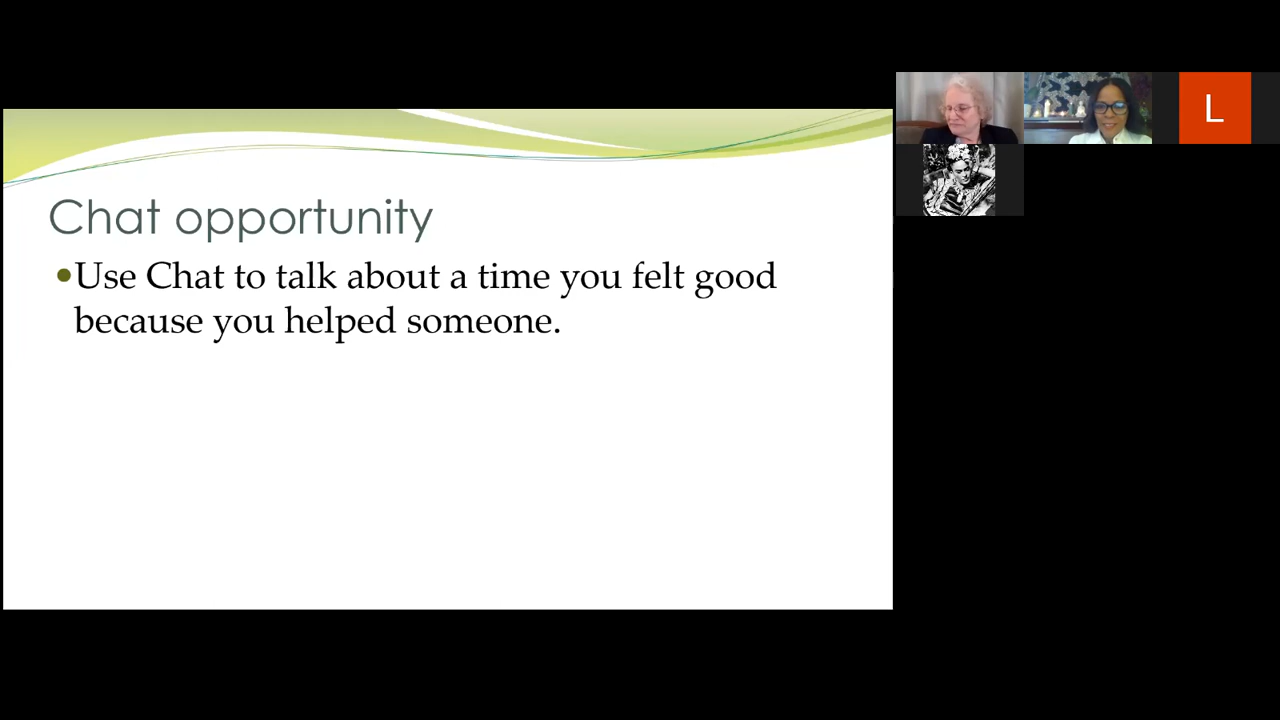 Chat opportunity
•Use Chat to talk about a time you felt good
because you helped someone.
L